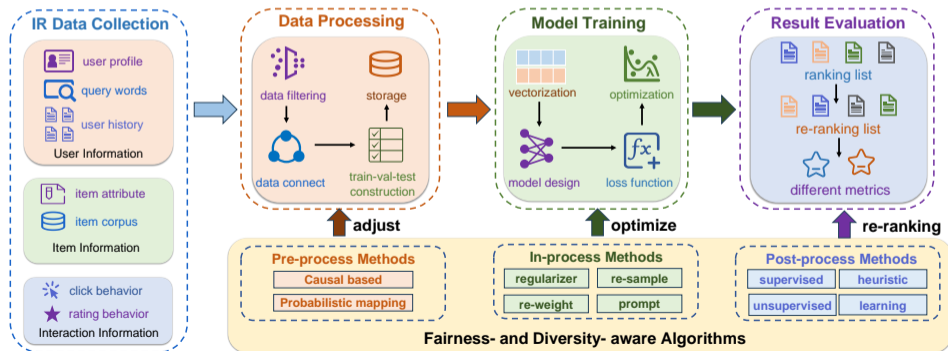 IR Data Collection
user profile
query words
user history
User Information
item attribute
item corpus
Item Information
click behavior
rating behavior
Interaction Information
Data Processing
data filtering
storage
data connect
train-val-test
construction
Model Training
vectorization
optimization
λ
model design
fx
loss function
Result Evaluation
ranking list
re-ranking list
different metrics
adjust
optimize
re-ranking
Pre-process Methods
Causal based
Probabilistic mapping
In-process Methods
regularizer
re-sample
re-weight
prompt
Post-process Methods
supervised
heuristic
unsupervised
learning
Fairness- and Diversity- aware Algorithms